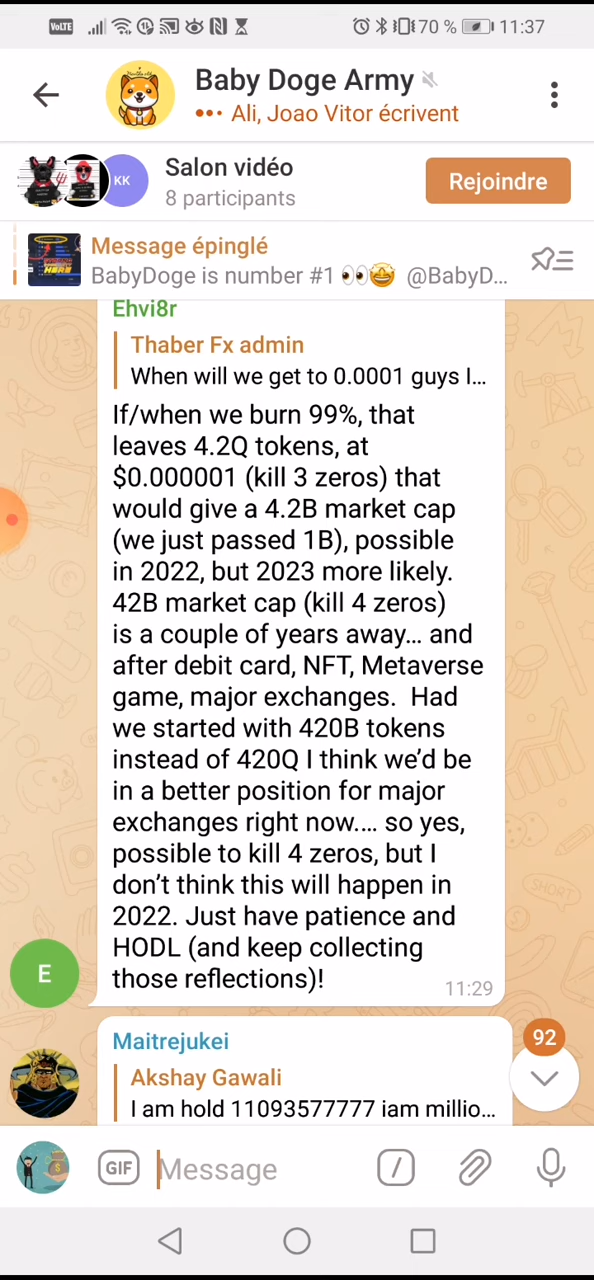 VoLTE
70 %
11:37
Baby Doge Army
Ali, Joao Vitor écrivent
KK
Salon vidéo
8 participants
Rejoindre
Message épinglé
BabyDoge is number #1 👀🤩 @BabyD...
Ehvi8r
Thaber Fx admin
When will we get to 0.0001 guys I...
If/when we burn 99%, that
leaves 4.2Q tokens, at
$0.000001 (kill 3 zeros) that
would give a 4.2B market cap
(we just passed 1B), possible
in 2022, but 2023 more likely.
42B market cap (kill 4 zeros)
is a couple of years away... and
after debit card, NFT, Metaverse
game, major exchanges.  Had
we started with 420B tokens
instead of 420Q I think we’d be
in a better position for major
exchanges right now.... so yes,
possible to kill 4 zeros, but I
don’t think this will happen in
2022. Just have patience and
HODL (and keep collecting
those reflections)!
E
11:29
Maitrejukei
92
Akshay Gawali
I am hold 11093577777 iam millio...
GIF
Message
/